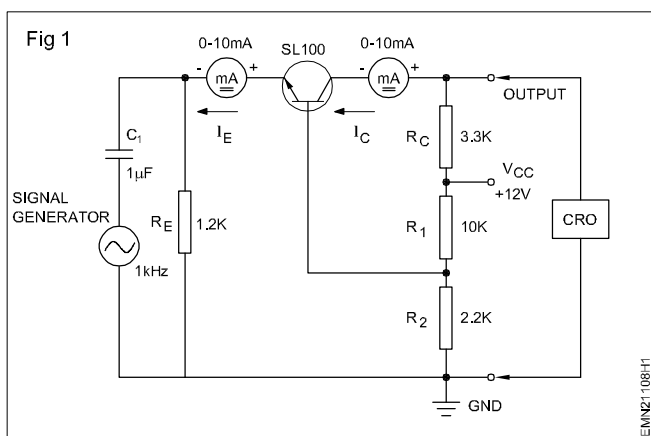 Fig 1
0-10mA
SL100
0-10mA
- mA +
- mA +
OUTPUT
I_E
I_C
R_C
3.3K
C_1
1µF
V_CC
+12V
SIGNAL
GENERATOR
R_E
1.2K
R_1
10K
CRO
1kHz
R_2
2.2K
GND
EMN21108H1